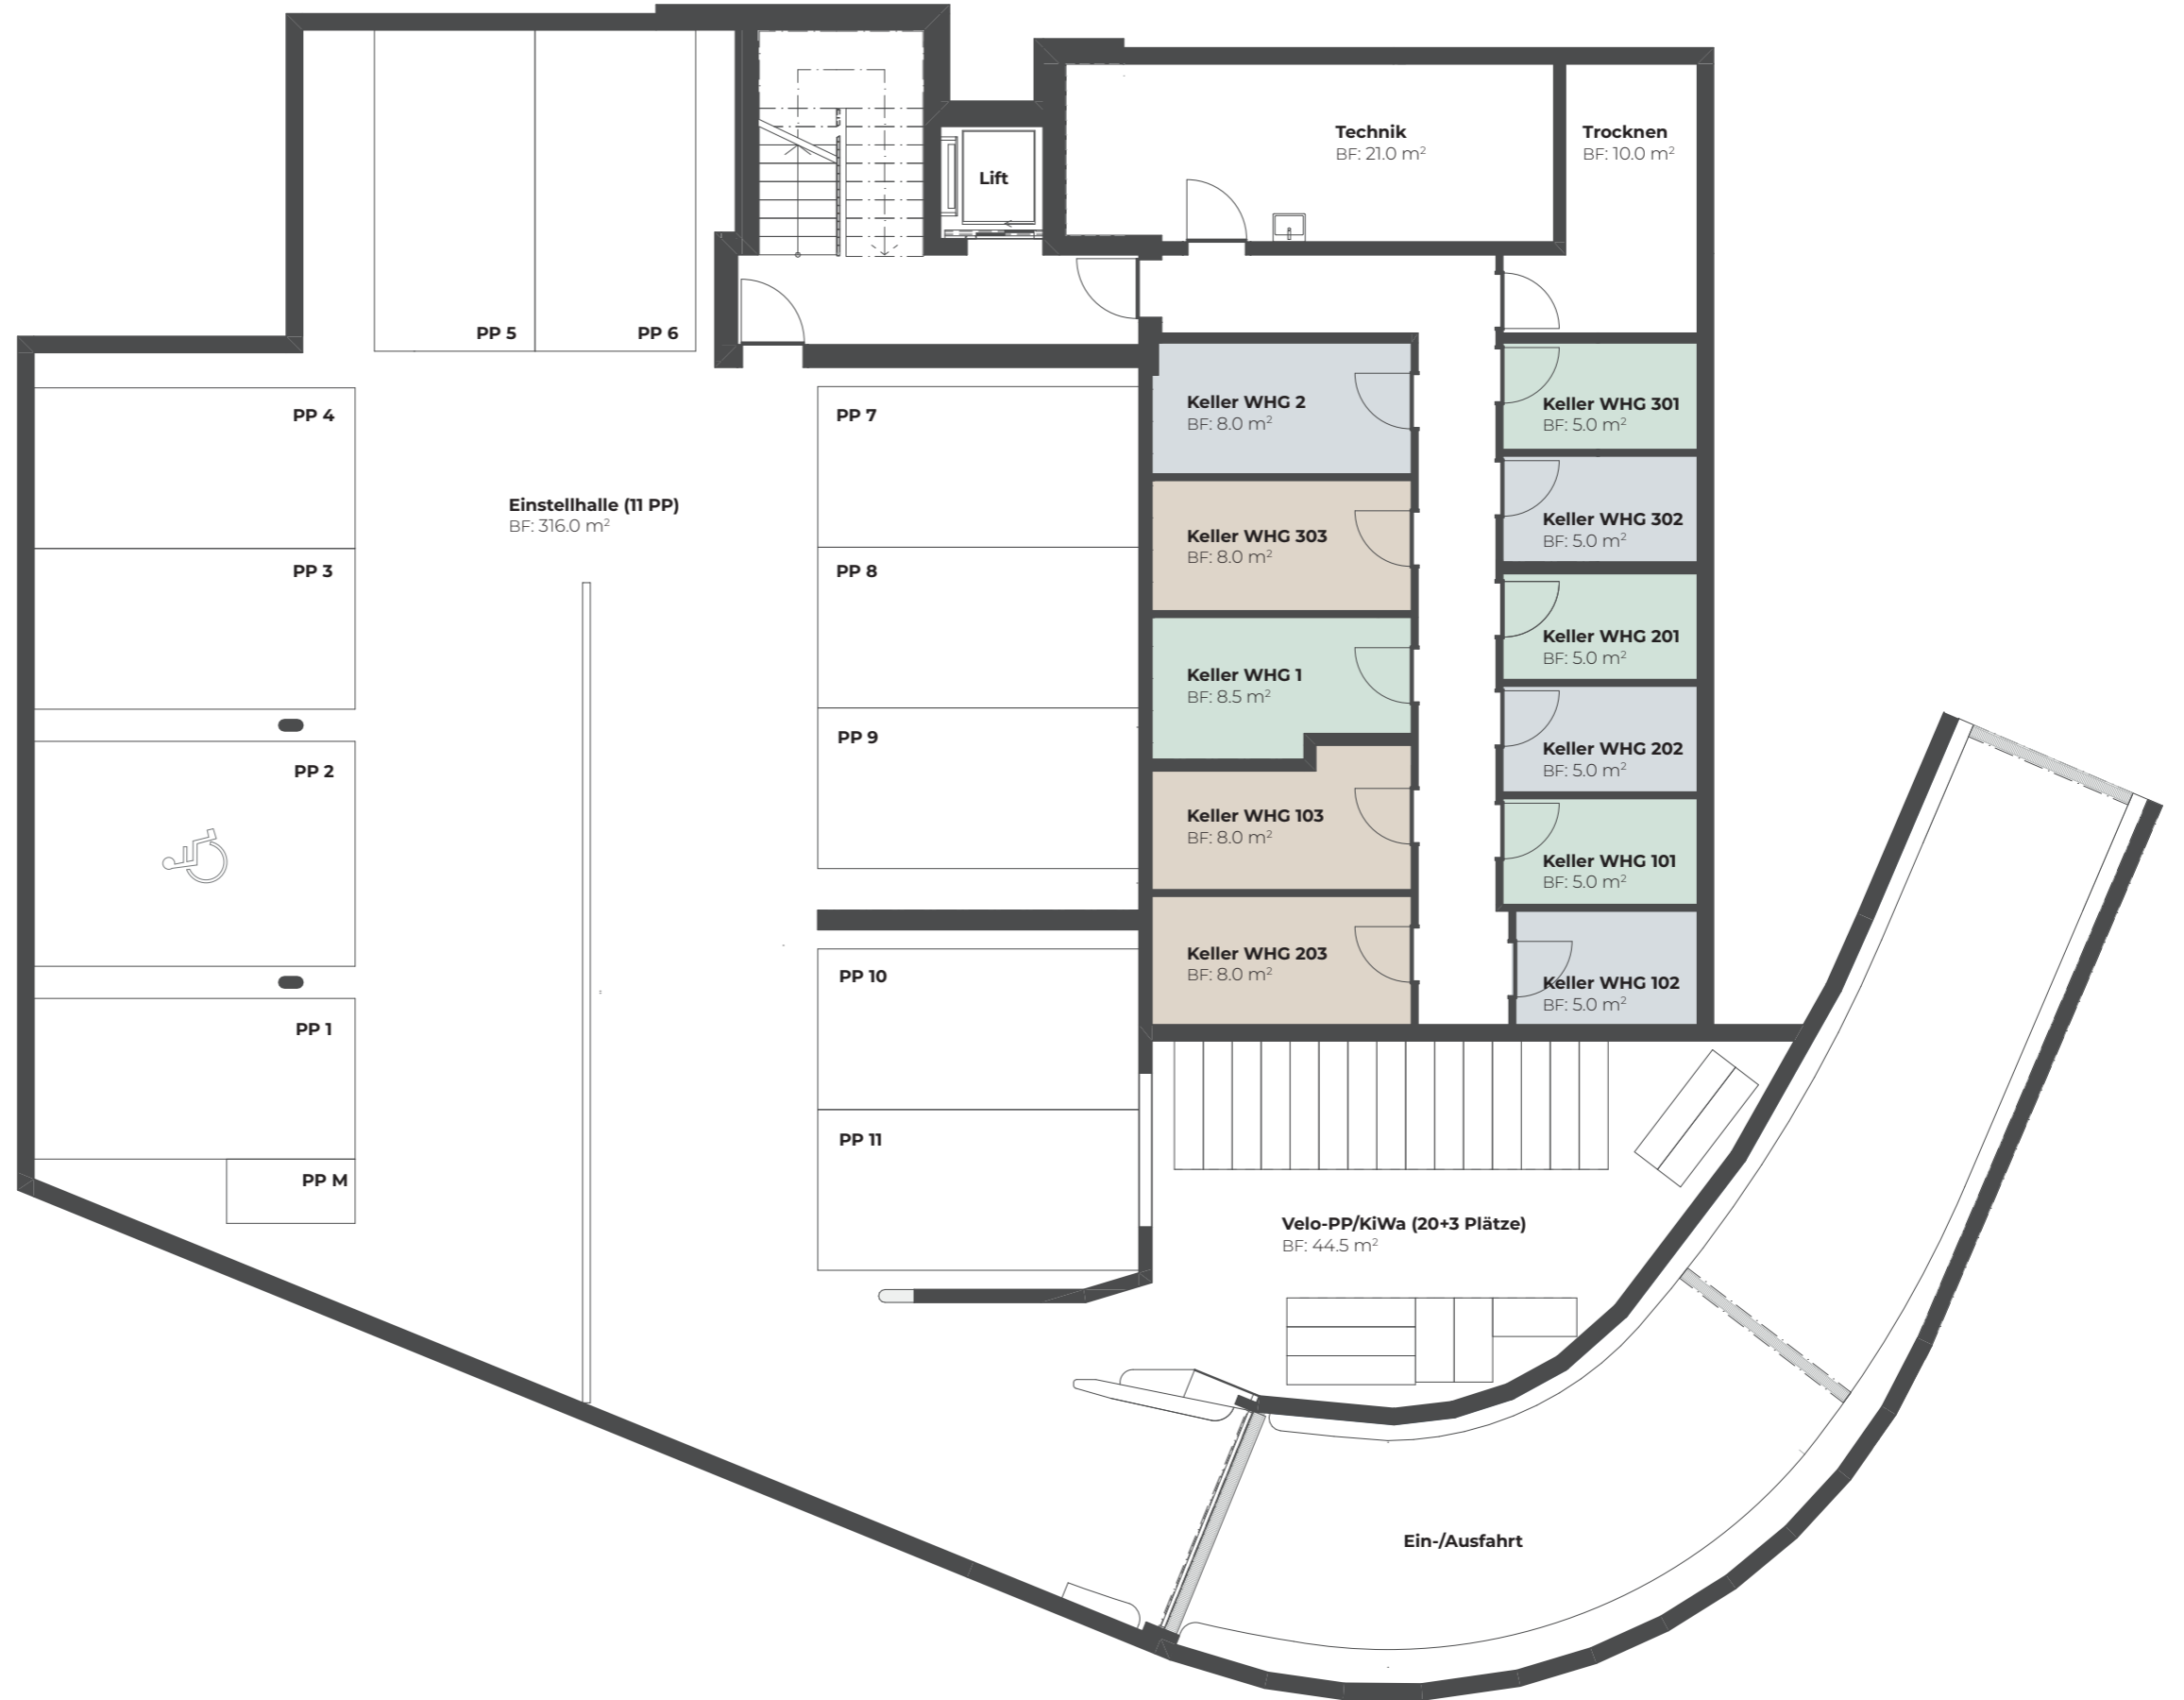 Technik
BF: 21.0 m²
Trocknen
BF: 10.0 m²
Lift
PP 5
PP 6
PP 4
PP 7
Keller WHG 2
BF: 8.0 m²
Keller WHG 301
BF: 5.0 m²
Einstellhalle (11 PP)
BF: 316.0 m²
Keller WHG 303
BF: 8.0 m²
Keller WHG 302
BF: 5.0 m²
PP 3
PP 8
Keller WHG 201
BF: 5.0 m²
Keller WHG 1
BF: 8.5 m²
PP 9
Keller WHG 202
BF: 5.0 m²
PP 2
Keller WHG 103
BF: 8.0 m²
Keller WHG 101
BF: 5.0 m²
Keller WHG 203
BF: 8.0 m²
PP 10
Keller WHG 102
BF: 5.0 m²
PP 1
PP 11
PP M
Velo-PP/KiWa (20+3 Plätze)
BF: 44.5 m²
Ein-/Ausfahrt